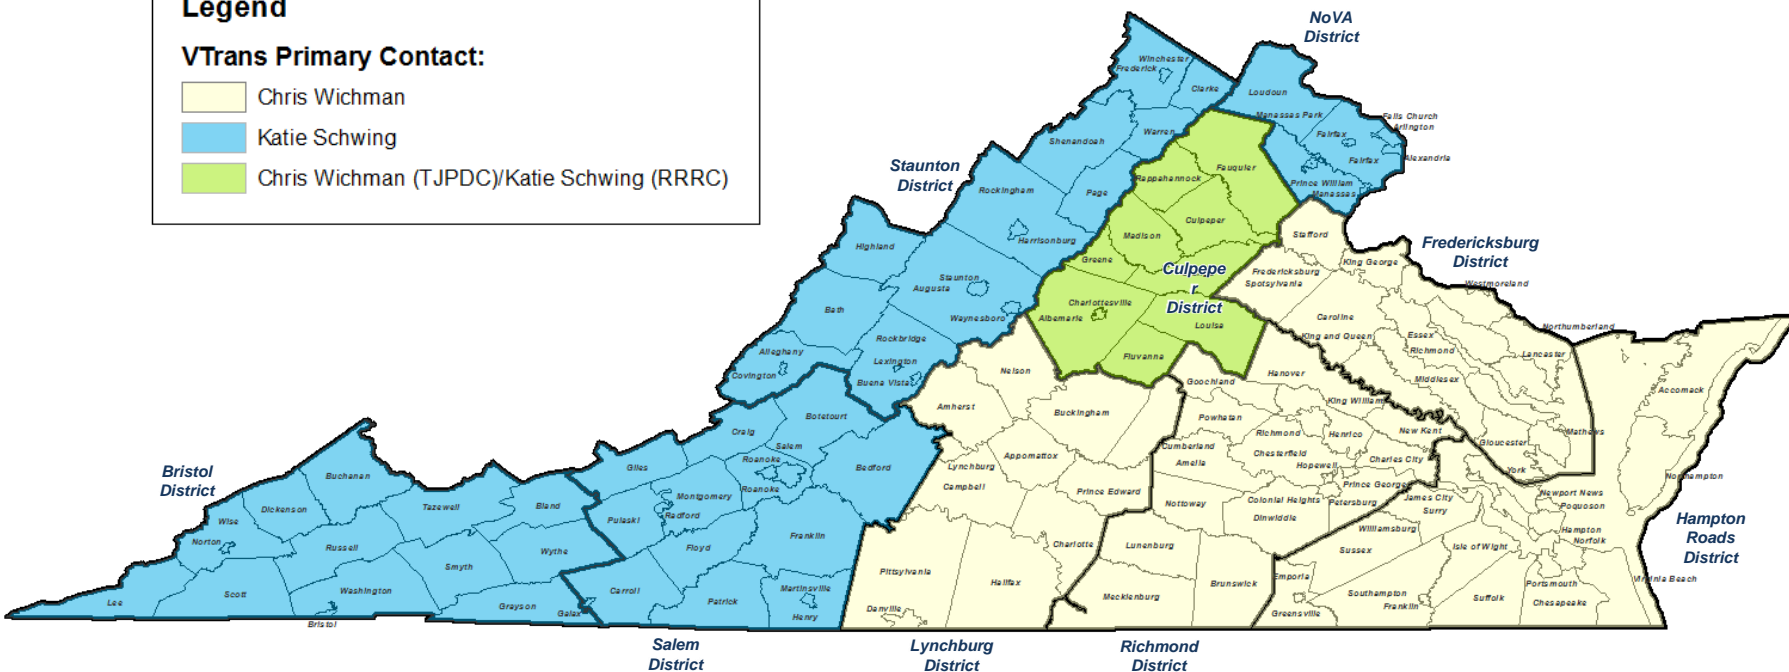 Legend
VTrans Primary Contact:
Chris Wichman
Katie Schwing
Chris Wichman (TJPDC)/Katie Schwing (RRRC)
NoVA
District
Staunton
District
Culpepe
r
District
Fredericksburg
District
Bristol
District
Hampton
Roads
District
Salem
District
Lynchburg
District
Richmond
District
Winchester
Frederick
Clarke
Loudoun
Manassas Park
Falls Church
Arlington
Fairfax
Fairfax
Alexandria
Prince William
Manassas
Shenandoah
Warren
Rappahannock
Fauquier
Rockingham
Page
Culpeper
Madison
Harrisonburg
Greene
Stafford
King George
Highland
Staunton
Augusta
Fredericksburg
Spotsylvania
Westmoreland
Bath
Waynesboro
Charlottesville
Albemarle
Louisa
Caroline
Northumberland
Rockbridge
King and Queen
Essex
Richmond
Lancaster
Alleghany
Lexington
Fluvanna
Covington
Buena Vista
Nelson
Goochland
Hanover
Middlesex
Accomack
Amherst
Buckingham
King William
Botetourt
Powhatan
Craig
Salem
Cumberland
Richmond
Henrico
New Kent
Gloucester
Mathews
Giles
Roanoke
Bedford
Lynchburg
Appomattox
Amelia
Chesterfield
Hopewell
Charles City
York
Northampton
Buchanan
Roanoke
Montgomery
Campbell
Prince Edward
Prince George
Newport News
Poquoson
Tazewell
Bland
Radford
Pulaski
Nottoway
Colonial Heights
Petersburg
James City
Surry
Dickenson
Wise
Dinwiddie
Williamsburg
Hampton
Norfolk
Norton
Russell
Wythe
Floyd
Franklin
Charlotte
Lunenburg
Sussex
Isle of Wight
Smyth
Pittsylvania
Halifax
Brunswick
Emporia
Portsmouth
Virginia Beach
Lee
Scott
Washington
Grayson
Galax
Carroll
Patrick
Martinsville
Henry
Danville
Mecklenburg
Greensville
Southampton
Franklin
Suffolk
Chesapeake
Bristol